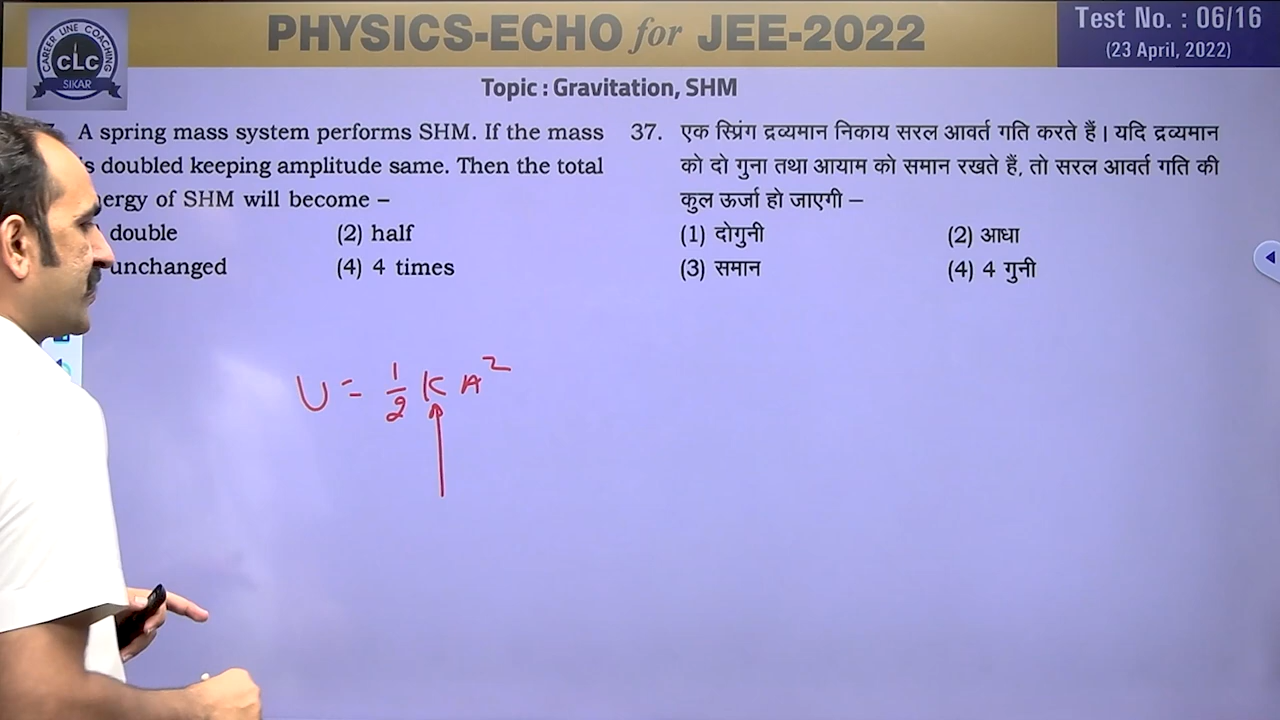 PHYSICS-ECHO for JEE-2022
Test No. : 06/16
(23 April, 2022)
CAREER LINE COACHING
CLC
SIKAR
Topic : Gravitation, SHM
A spring mass system performs SHM. If the mass
s doubled keeping amplitude same. Then the total
ergy of SHM will become –
double (2) half
unchanged (4) 4 times
37. एक स्प्रिंग द्रव्यमान निकाय सरल आवर्त गति करते हैं। यदि द्रव्यमान
को दो गुना तथा आयाम को समान रखते हैं, तो सरल आवर्त गति की
कुल ऊर्जा हो जाएगी –
(1) दोगुनी (2) आधा
(3) समान (4) 4 गुनी
U = 1/2 K A²